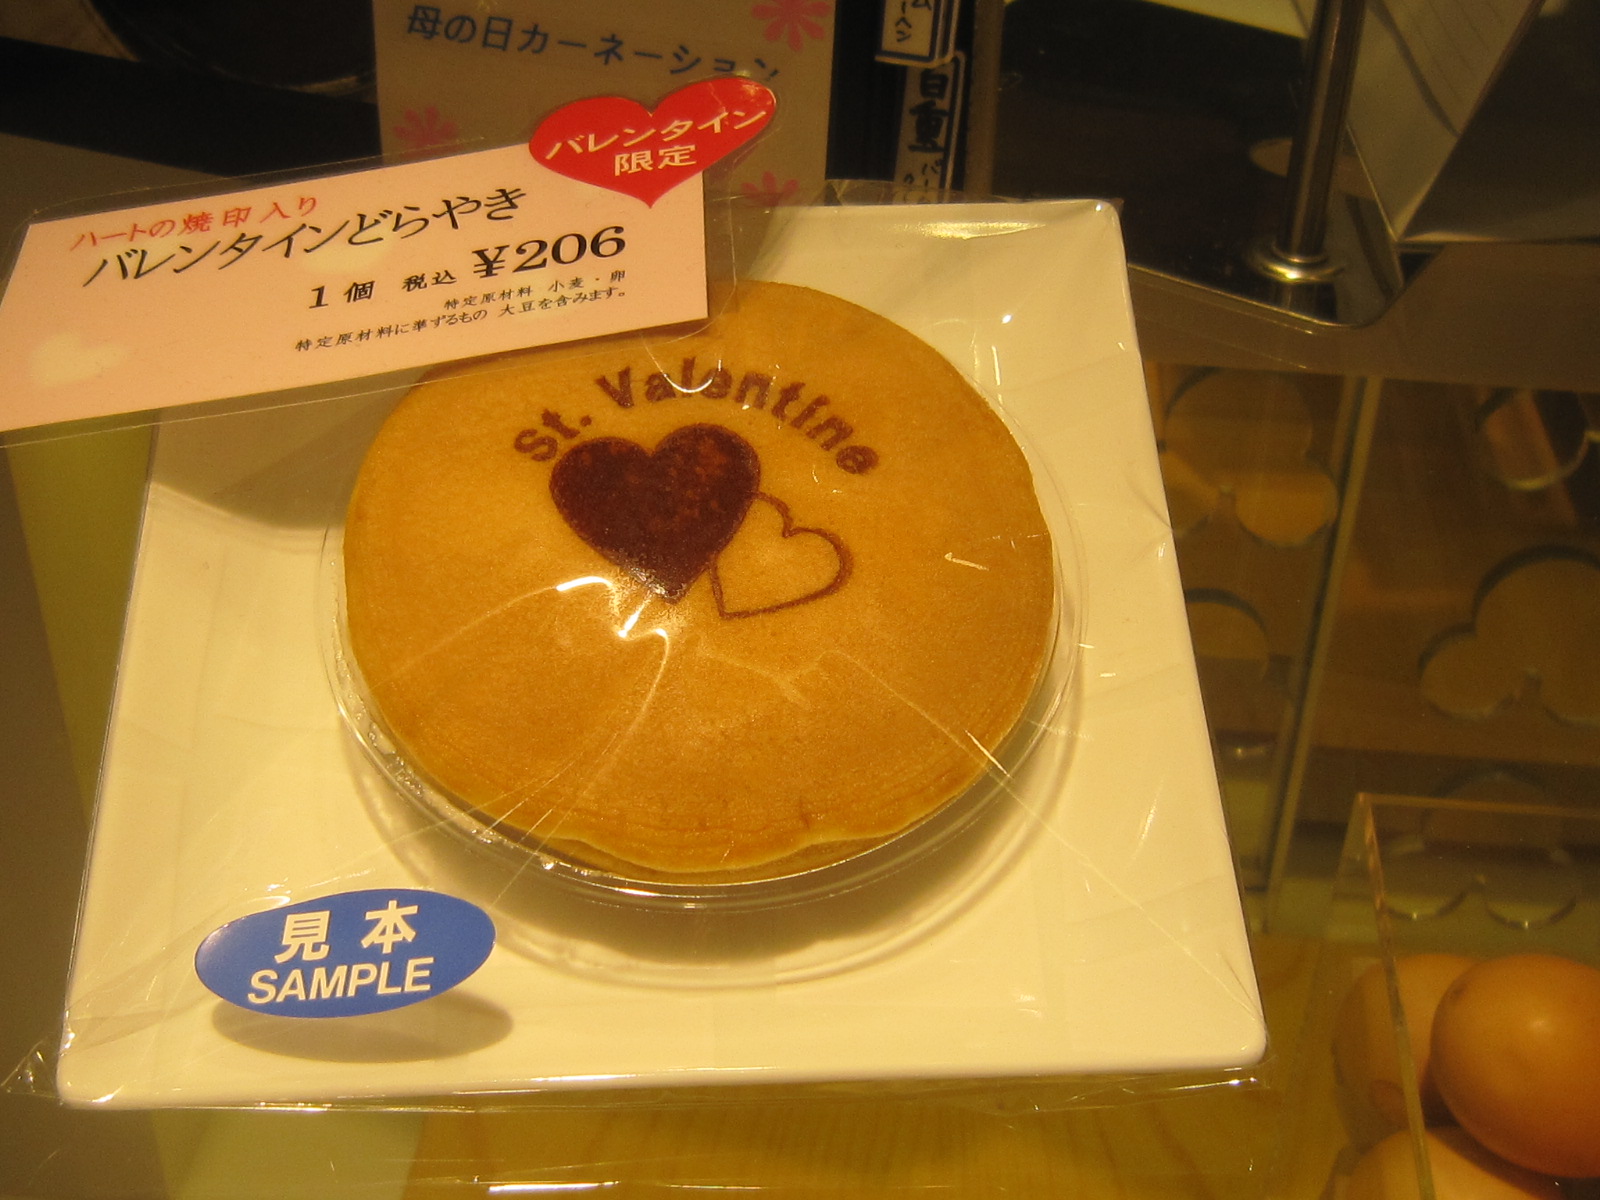 母の日カーネーション
バレンタイン
限定
ハートの焼印入り
バレンタインどらやき
1個 税込 ¥206
特定原材料 小麦・卵
特定原材料に準ずるもの 大豆を含みます。
St. Valentine
見本
SAMPLE